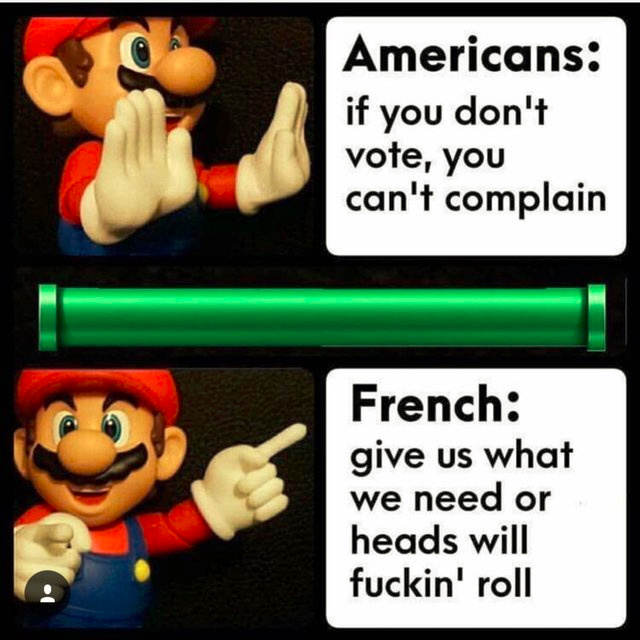 Americans:
if you don't
vote, you
can't complain
French:
give us what
we need or
heads will
fuckin' roll